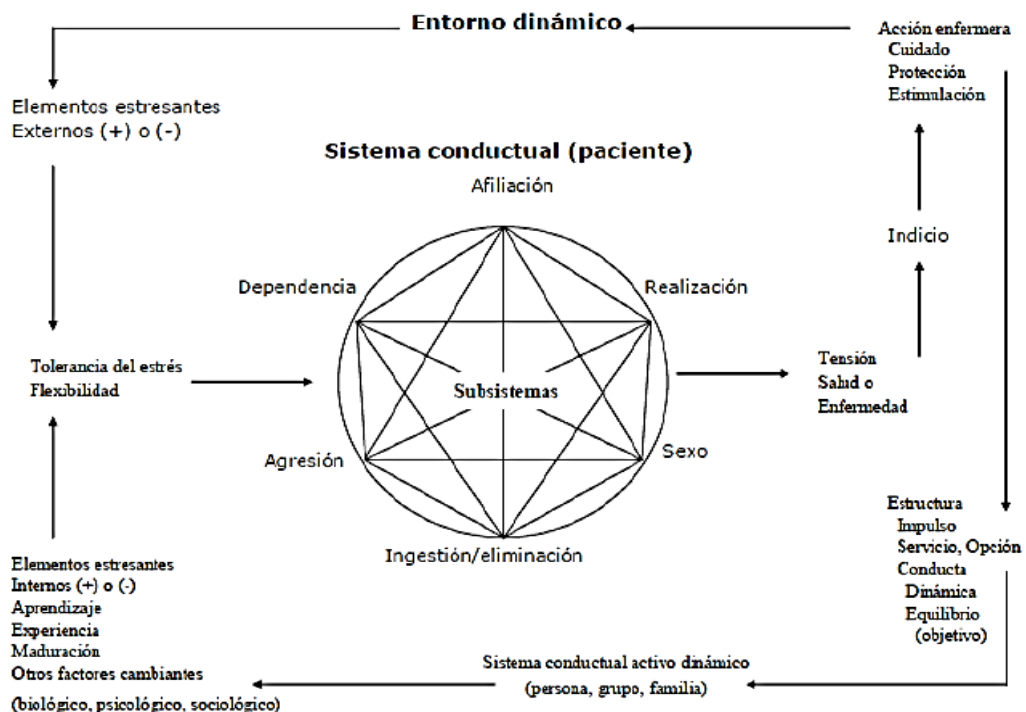 Entorno dinámico
Acción enfermera
Cuidado
Protección
Estimulación
Elementos estresantes
Externos (+) o (-)
Sistema conductual (paciente)
Afiliación
Indicio
Dependencia
Realización
Tolerancia del estrés
Flexibilidad
Subsistemas
Tensión
Salud o
Enfermedad
Agresión
Sexo
Ingestión/eliminación
Estructura
Impulso
Servicio, Opción
Conducta
Dinámica
Equilibrio
(objetivo)
Elementos estresantes
Internos (+) o (-)
Aprendizaje
Experiencia
Maduración
Otros factores cambiantes
(biológico, psicológico, sociológico)
Sistema conductual activo dinámico
(persona, grupo, familia)